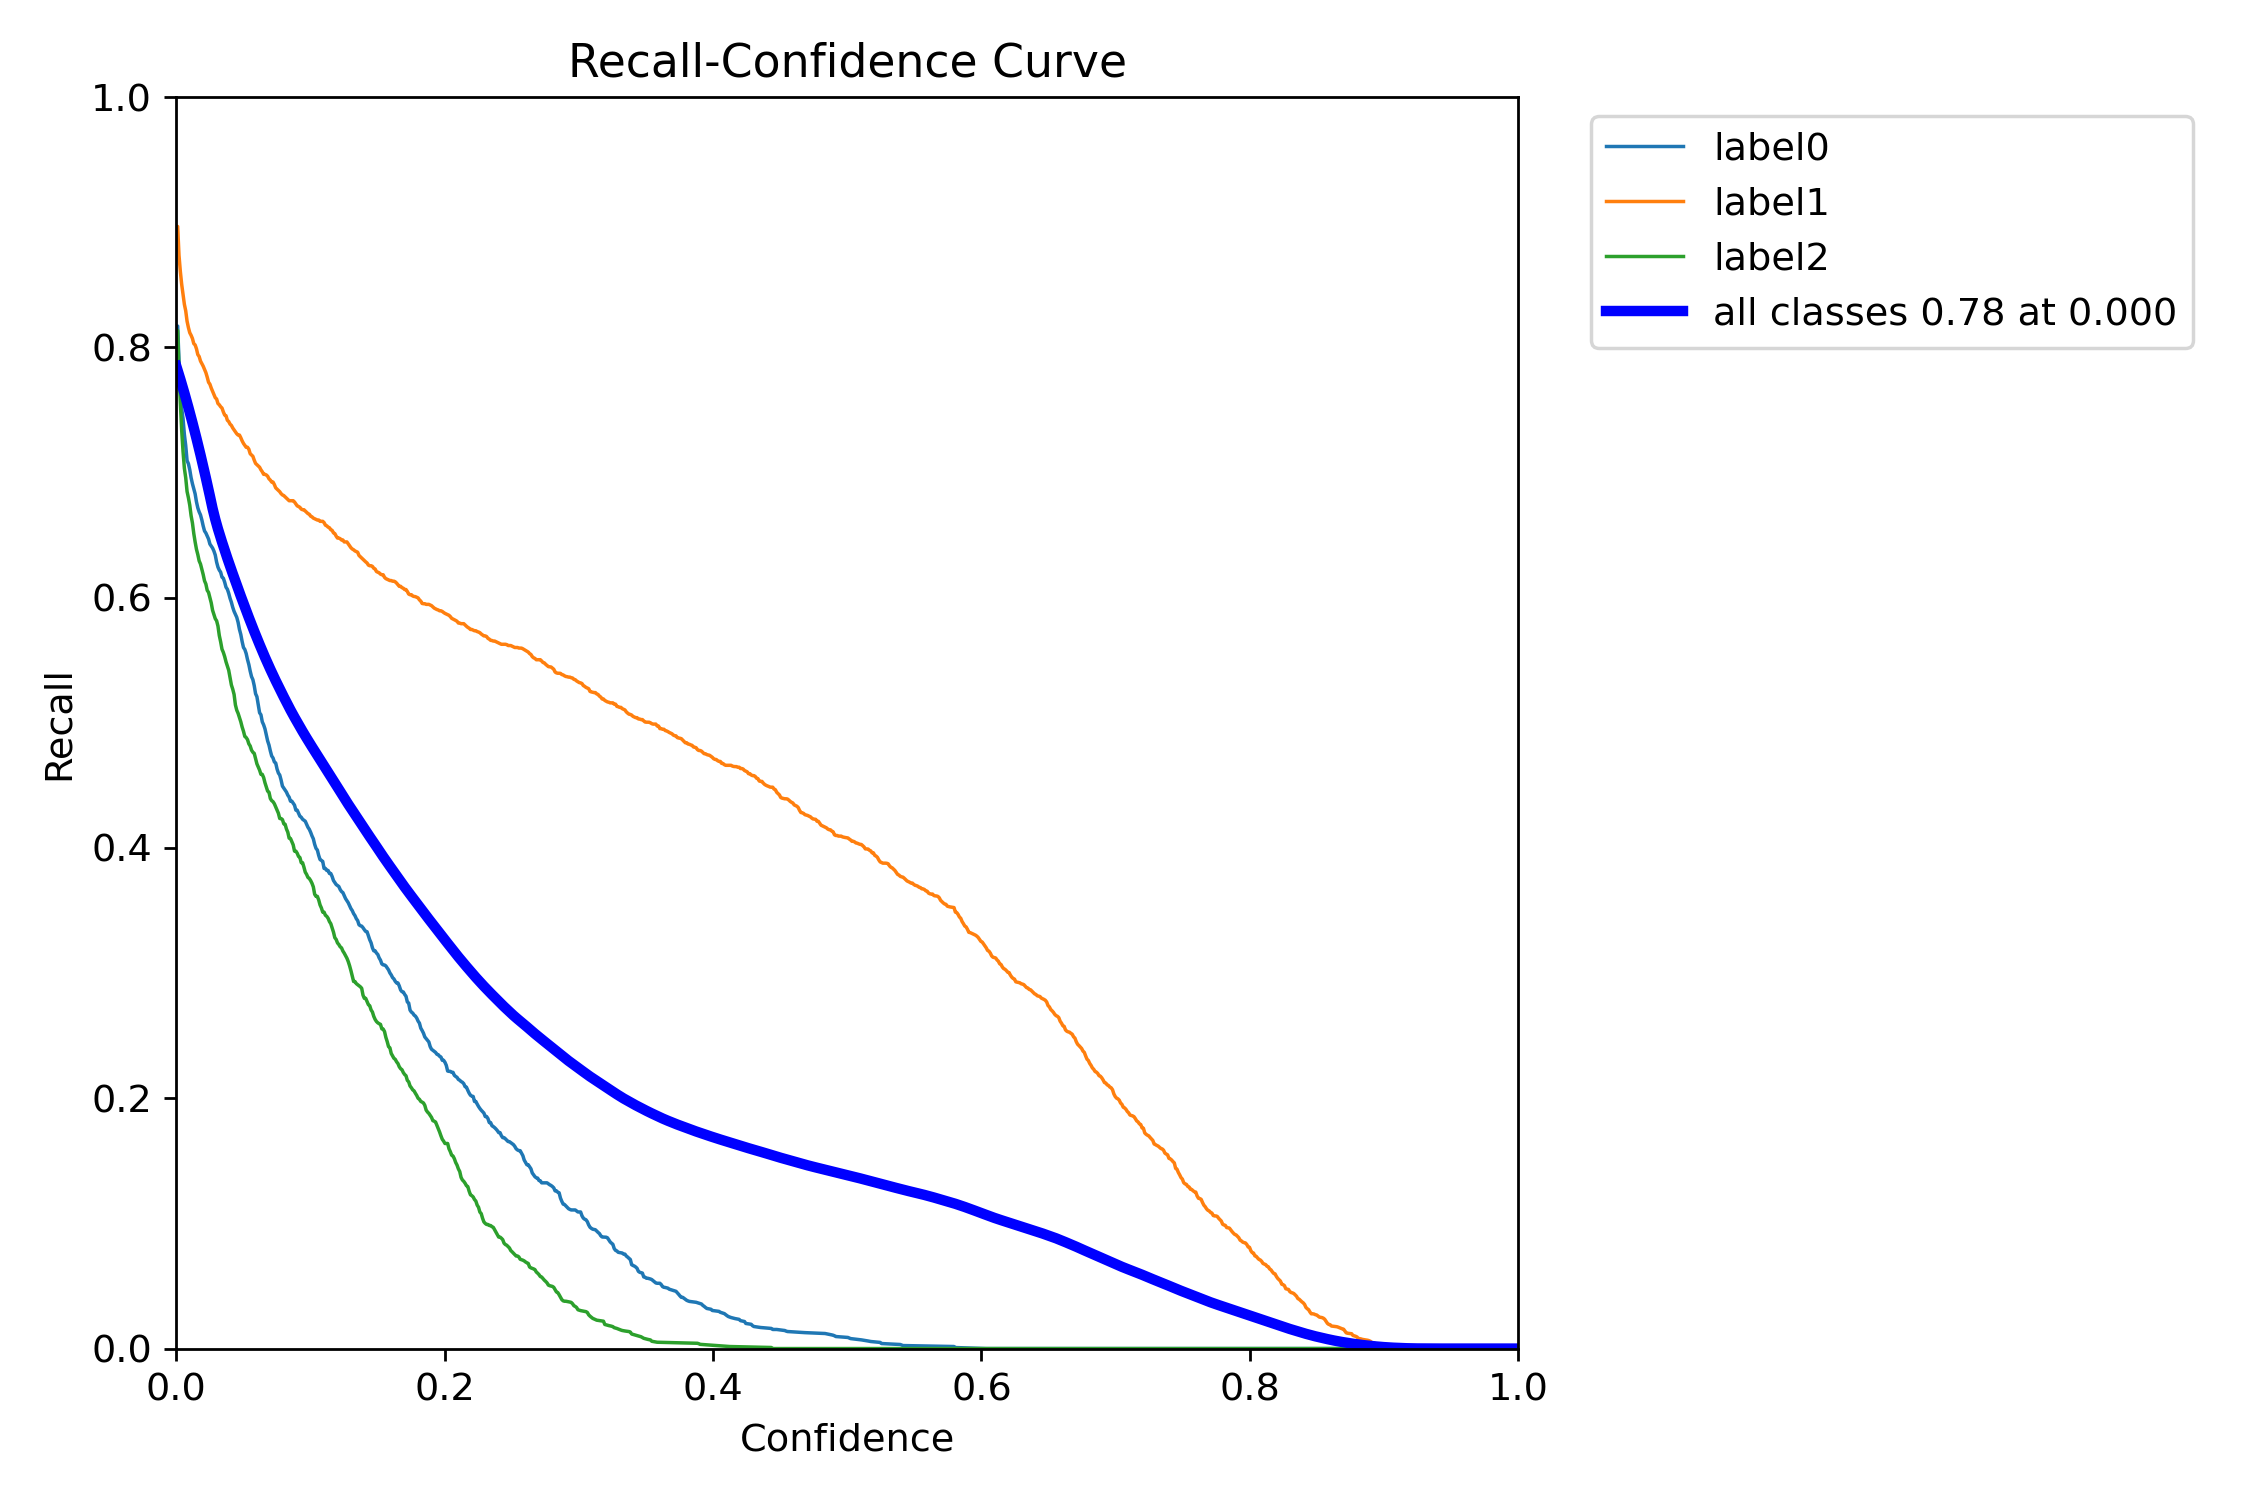 Recall-Confidence Curve
1.0
0.8
0.6
0.4
0.2
0.0
Recall
0.0 0.2 0.4 0.6 0.8 1.0
Confidence
label0
label1
label2
all classes 0.78 at 0.000